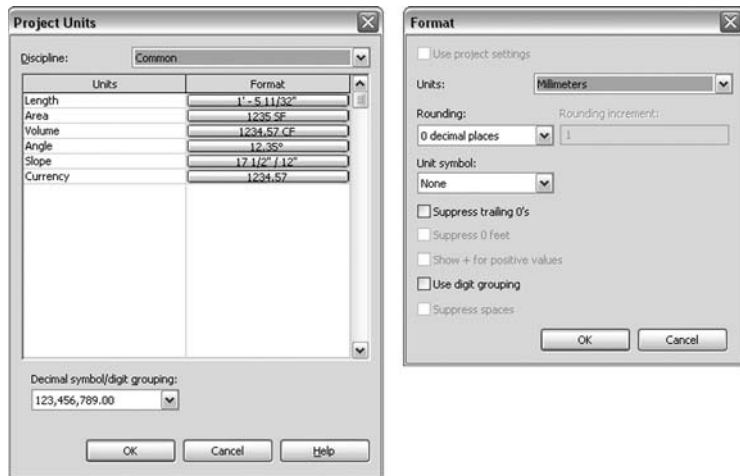 Project Units
Discipline: Common
Units Format
Length 1' - 5 11/32"
Area 1235 SF
Volume 1234.57 CF
Angle 12.35°
Slope 17 1/2" / 12"
Currency 1234.57
Decimal symbol/digit grouping:
123,456,789.00
OK Cancel Help
Format
Use project settings
Units: Millimeters
Rounding: Rounding increment:
0 decimal places 1
Unit symbol:
None
Suppress trailing 0's
Suppress 0 feet
Show + for positive values
Use digit grouping
Suppress spaces
OK Cancel